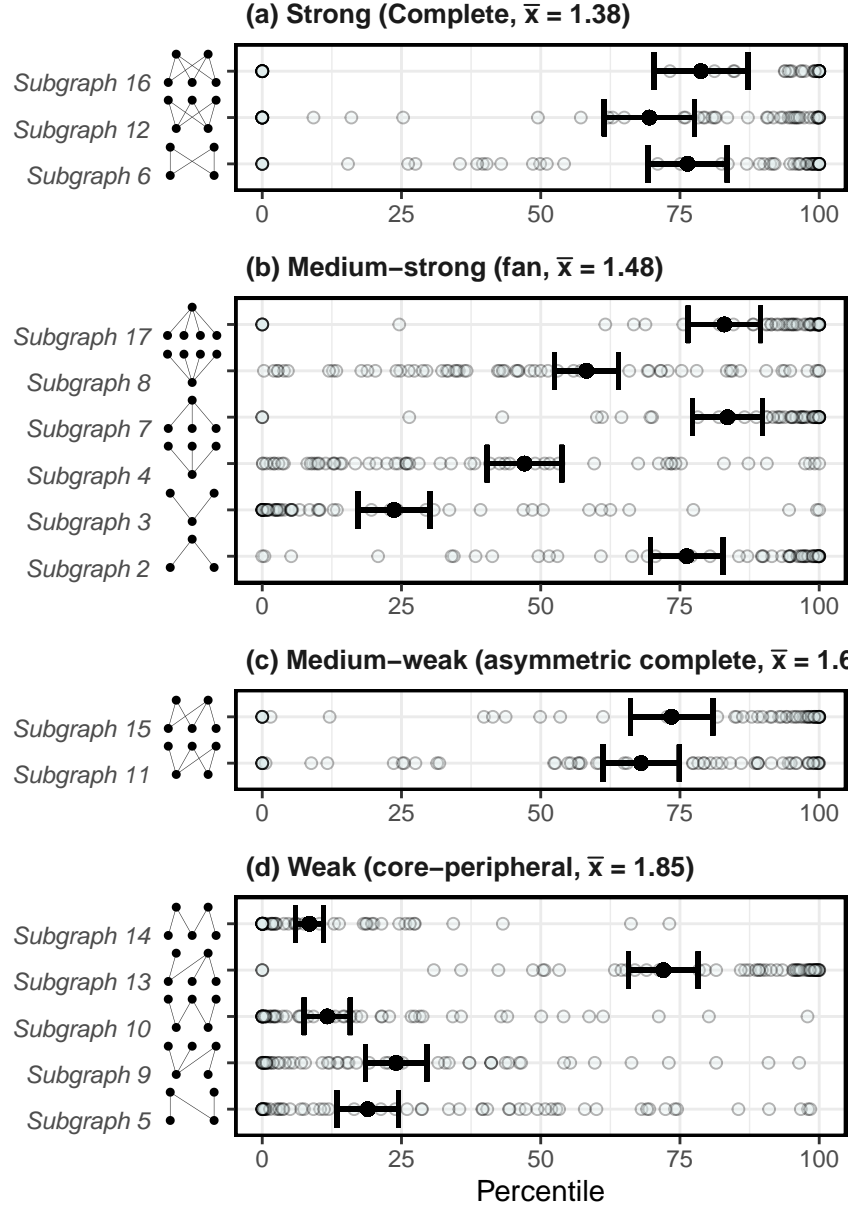 (a) Strong (Complete, x̅ = 1.38)
Subgraph 16
Subgraph 12
Subgraph 6
0 25 50 75 100
(b) Medium−strong (fan, x̅ = 1.48)
Subgraph 17
Subgraph 8
Subgraph 7
Subgraph 4
Subgraph 3
Subgraph 2
0 25 50 75 100
(c) Medium−weak (asymmetric complete, x̅ = 1.6
Subgraph 15
Subgraph 11
0 25 50 75 100
(d) Weak (core−peripheral, x̅ = 1.85)
Subgraph 14
Subgraph 13
Subgraph 10
Subgraph 9
Subgraph 5
0 25 50 75 100
Percentile